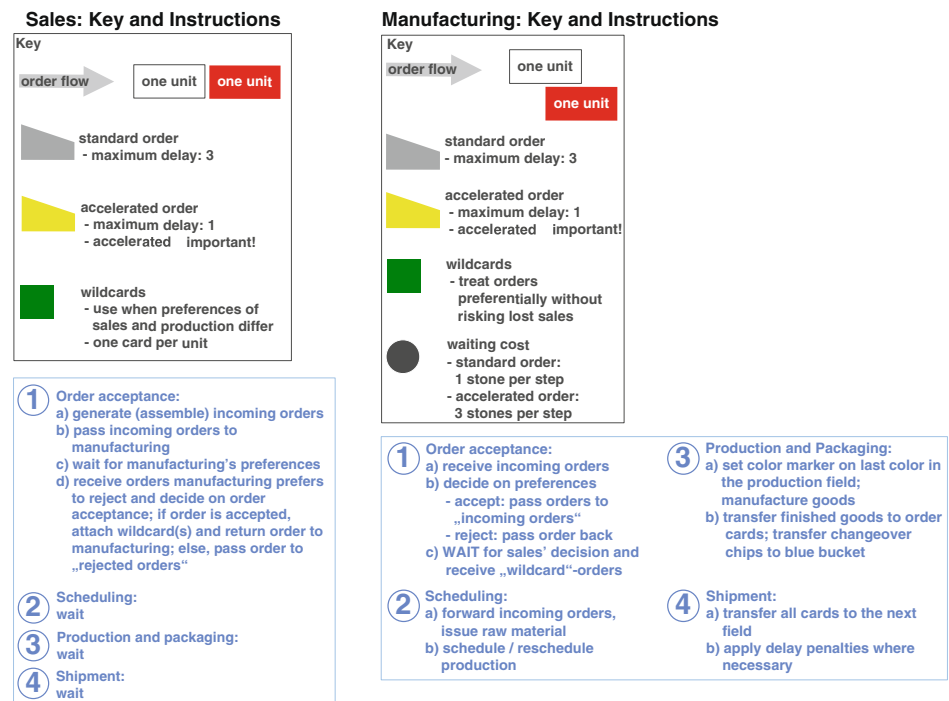 Sales: Key and Instructions
Key
order flow
one unit
one unit
standard order
- maximum delay: 3
accelerated order
- maximum delay: 1
- accelerated important!
wildcards
- use when preferences of
sales and production differ
- one card per unit
1
Order acceptance:
a) generate (assemble) incoming orders
b) pass incoming orders to
manufacturing
c) wait for manufacturing's preferences
d) receive orders manufacturing prefers
to reject and decide on order
acceptance; if order is accepted,
attach wildcard(s) and return order to
manufacturing; else, pass order to
„rejected orders“
2
Scheduling:
wait
3
Production and packaging:
wait
4
Shipment:
wait
Manufacturing: Key and Instructions
Key
order flow
one unit
one unit
standard order
- maximum delay: 3
accelerated order
- maximum delay: 1
- accelerated important!
wildcards
- treat orders
preferentially without
risking lost sales
waiting cost
- standard order:
1 stone per step
- accelerated order:
3 stones per step
1
Order acceptance:
a) receive incoming orders
b) decide on preferences
- accept: pass orders to
„incoming orders“
- reject: pass order back
c) WAIT for sales' decision and
receive „wildcard“-orders
2
Scheduling:
a) forward incoming orders,
issue raw material
b) schedule / reschedule
production
3
Production and Packaging:
a) set color marker on last color in
the production field;
manufacture goods
b) transfer finished goods to order
cards; transfer changeover
chips to blue bucket
4
Shipment:
a) transfer all cards to the next
field
b) apply delay penalties where
necessary